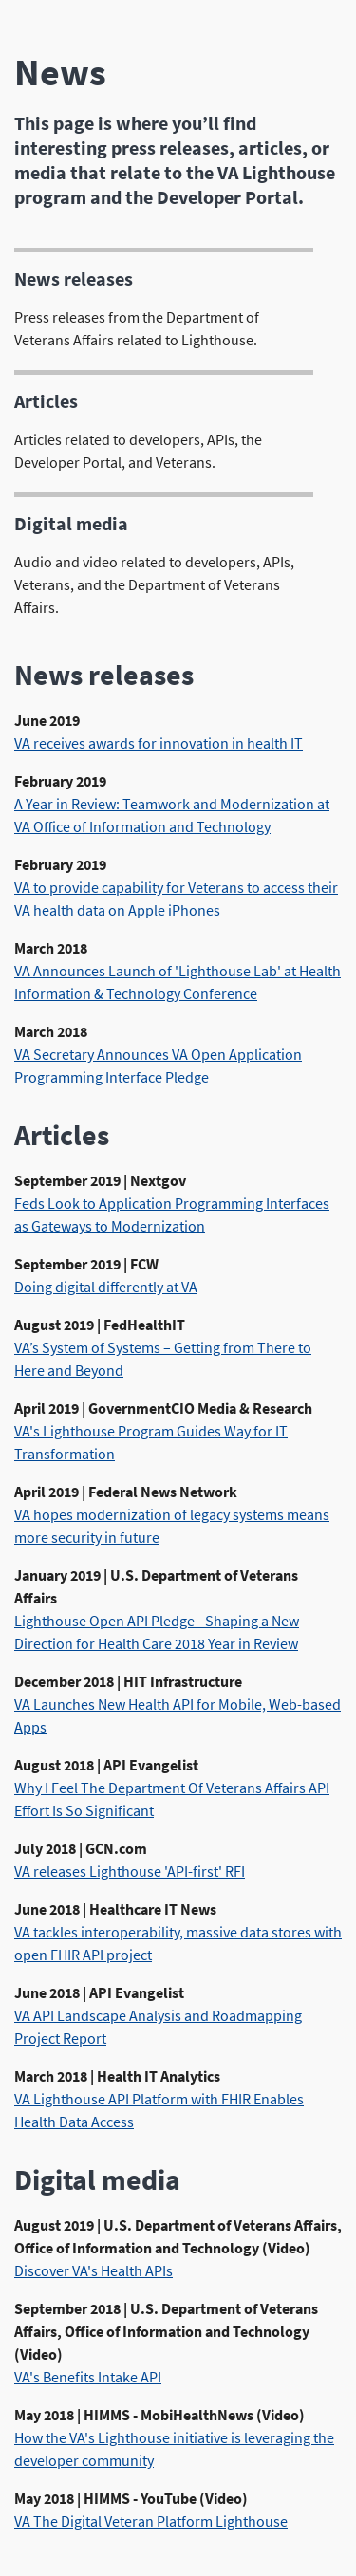 News
This page is where you’ll find
interesting press releases, articles, or
media that relate to the VA Lighthouse
program and the Developer Portal.
News releases
Press releases from the Department of
Veterans Affairs related to Lighthouse.
Articles
Articles related to developers, APIs, the
Developer Portal, and Veterans.
Digital media
Audio and video related to developers, APIs,
Veterans, and the Department of Veterans
Affairs.
News releases
June 2019
VA receives awards for innovation in health IT
February 2019
A Year in Review: Teamwork and Modernization at
VA Office of Information and Technology
February 2019
VA to provide capability for Veterans to access their
VA health data on Apple iPhones
March 2018
VA Announces Launch of 'Lighthouse Lab' at Health
Information & Technology Conference
March 2018
VA Secretary Announces VA Open Application
Programming Interface Pledge
Articles
September 2019 | Nextgov
Feds Look to Application Programming Interfaces
as Gateways to Modernization
September 2019 | FCW
Doing digital differently at VA
August 2019 | FedHealthIT
VA’s System of Systems – Getting from There to
Here and Beyond
April 2019 | GovernmentCIO Media & Research
VA's Lighthouse Program Guides Way for IT
Transformation
April 2019 | Federal News Network
VA hopes modernization of legacy systems means
more security in future
January 2019 | U.S. Department of Veterans
Affairs
Lighthouse Open API Pledge - Shaping a New
Direction for Health Care 2018 Year in Review
December 2018 | HIT Infrastructure
VA Launches New Health API for Mobile, Web-based
Apps
August 2018 | API Evangelist
Why I Feel The Department Of Veterans Affairs API
Effort Is So Significant
July 2018 | GCN.com
VA releases Lighthouse 'API-first' RFI
June 2018 | Healthcare IT News
VA tackles interoperability, massive data stores with
open FHIR API project
June 2018 | API Evangelist
VA API Landscape Analysis and Roadmapping
Project Report
March 2018 | Health IT Analytics
VA Lighthouse API Platform with FHIR Enables
Health Data Access
Digital media
August 2019 | U.S. Department of Veterans Affairs,
Office of Information and Technology (Video)
Discover VA's Health APIs
September 2018 | U.S. Department of Veterans
Affairs, Office of Information and Technology
(Video)
VA's Benefits Intake API
May 2018 | HIMMS - MobiHealthNews (Video)
How the VA's Lighthouse initiative is leveraging the
developer community
May 2018 | HIMMS - YouTube (Video)
VA The Digital Veteran Platform Lighthouse